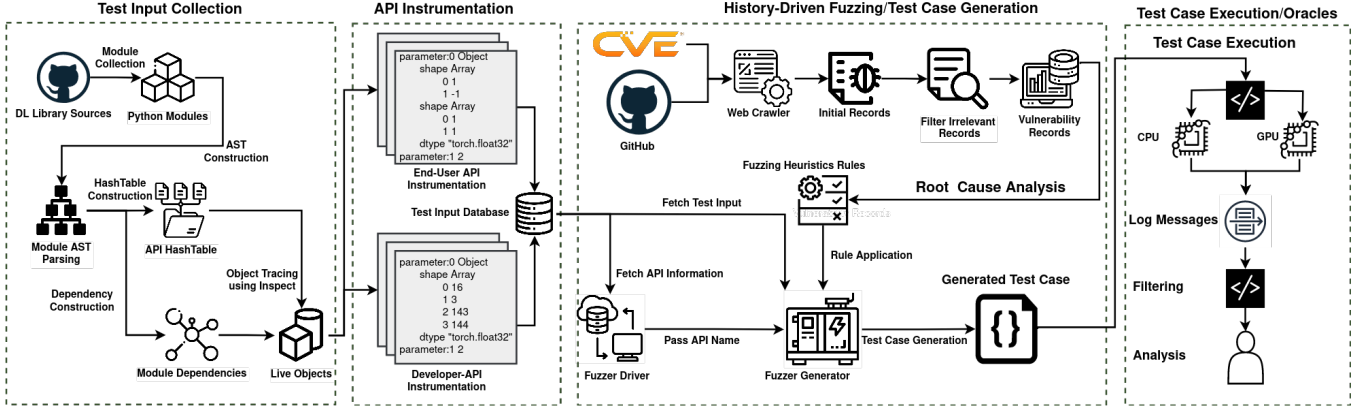 Test Input Collection
Module
Collection
DL Library Sources
Python Modules
AST
Construction
HashTable
Construction
Module AST
Parsing
API HashTable
Object Tracing
using Inspect
Dependency
Construction
Module Dependencies
Live Objects
API Instrumentation
parameter:0 Object
shape Array
0 1
1 -1
shape Array
0 1
1 1
dtype "torch.float32"
parameter:1 2
End-User API
Instrumentation
Test Input Database
parameter:0 Object
shape Array
0 16
1 3
2 143
3 144
dtype "torch.float32"
parameter:1 2
Developer-API
Instrumentation
History-Driven Fuzzing/Test Case Generation
CVE
GitHub
Web Crawler
Initial Records
Filter Irrelevant
Records
Vulnerability
Records
Fuzzing Heuristics Rules
Root Cause Analysis
Fetch Test Input
Rule Application
Fetch API Information
Generated Test Case
Pass API Name
Test Case Generation
Fuzzer Driver
Fuzzer Generator
Test Case Execution/Oracles
Test Case Execution
</>
CPU
GPU
Log Messages
Filtering
</>
Analysis
{}